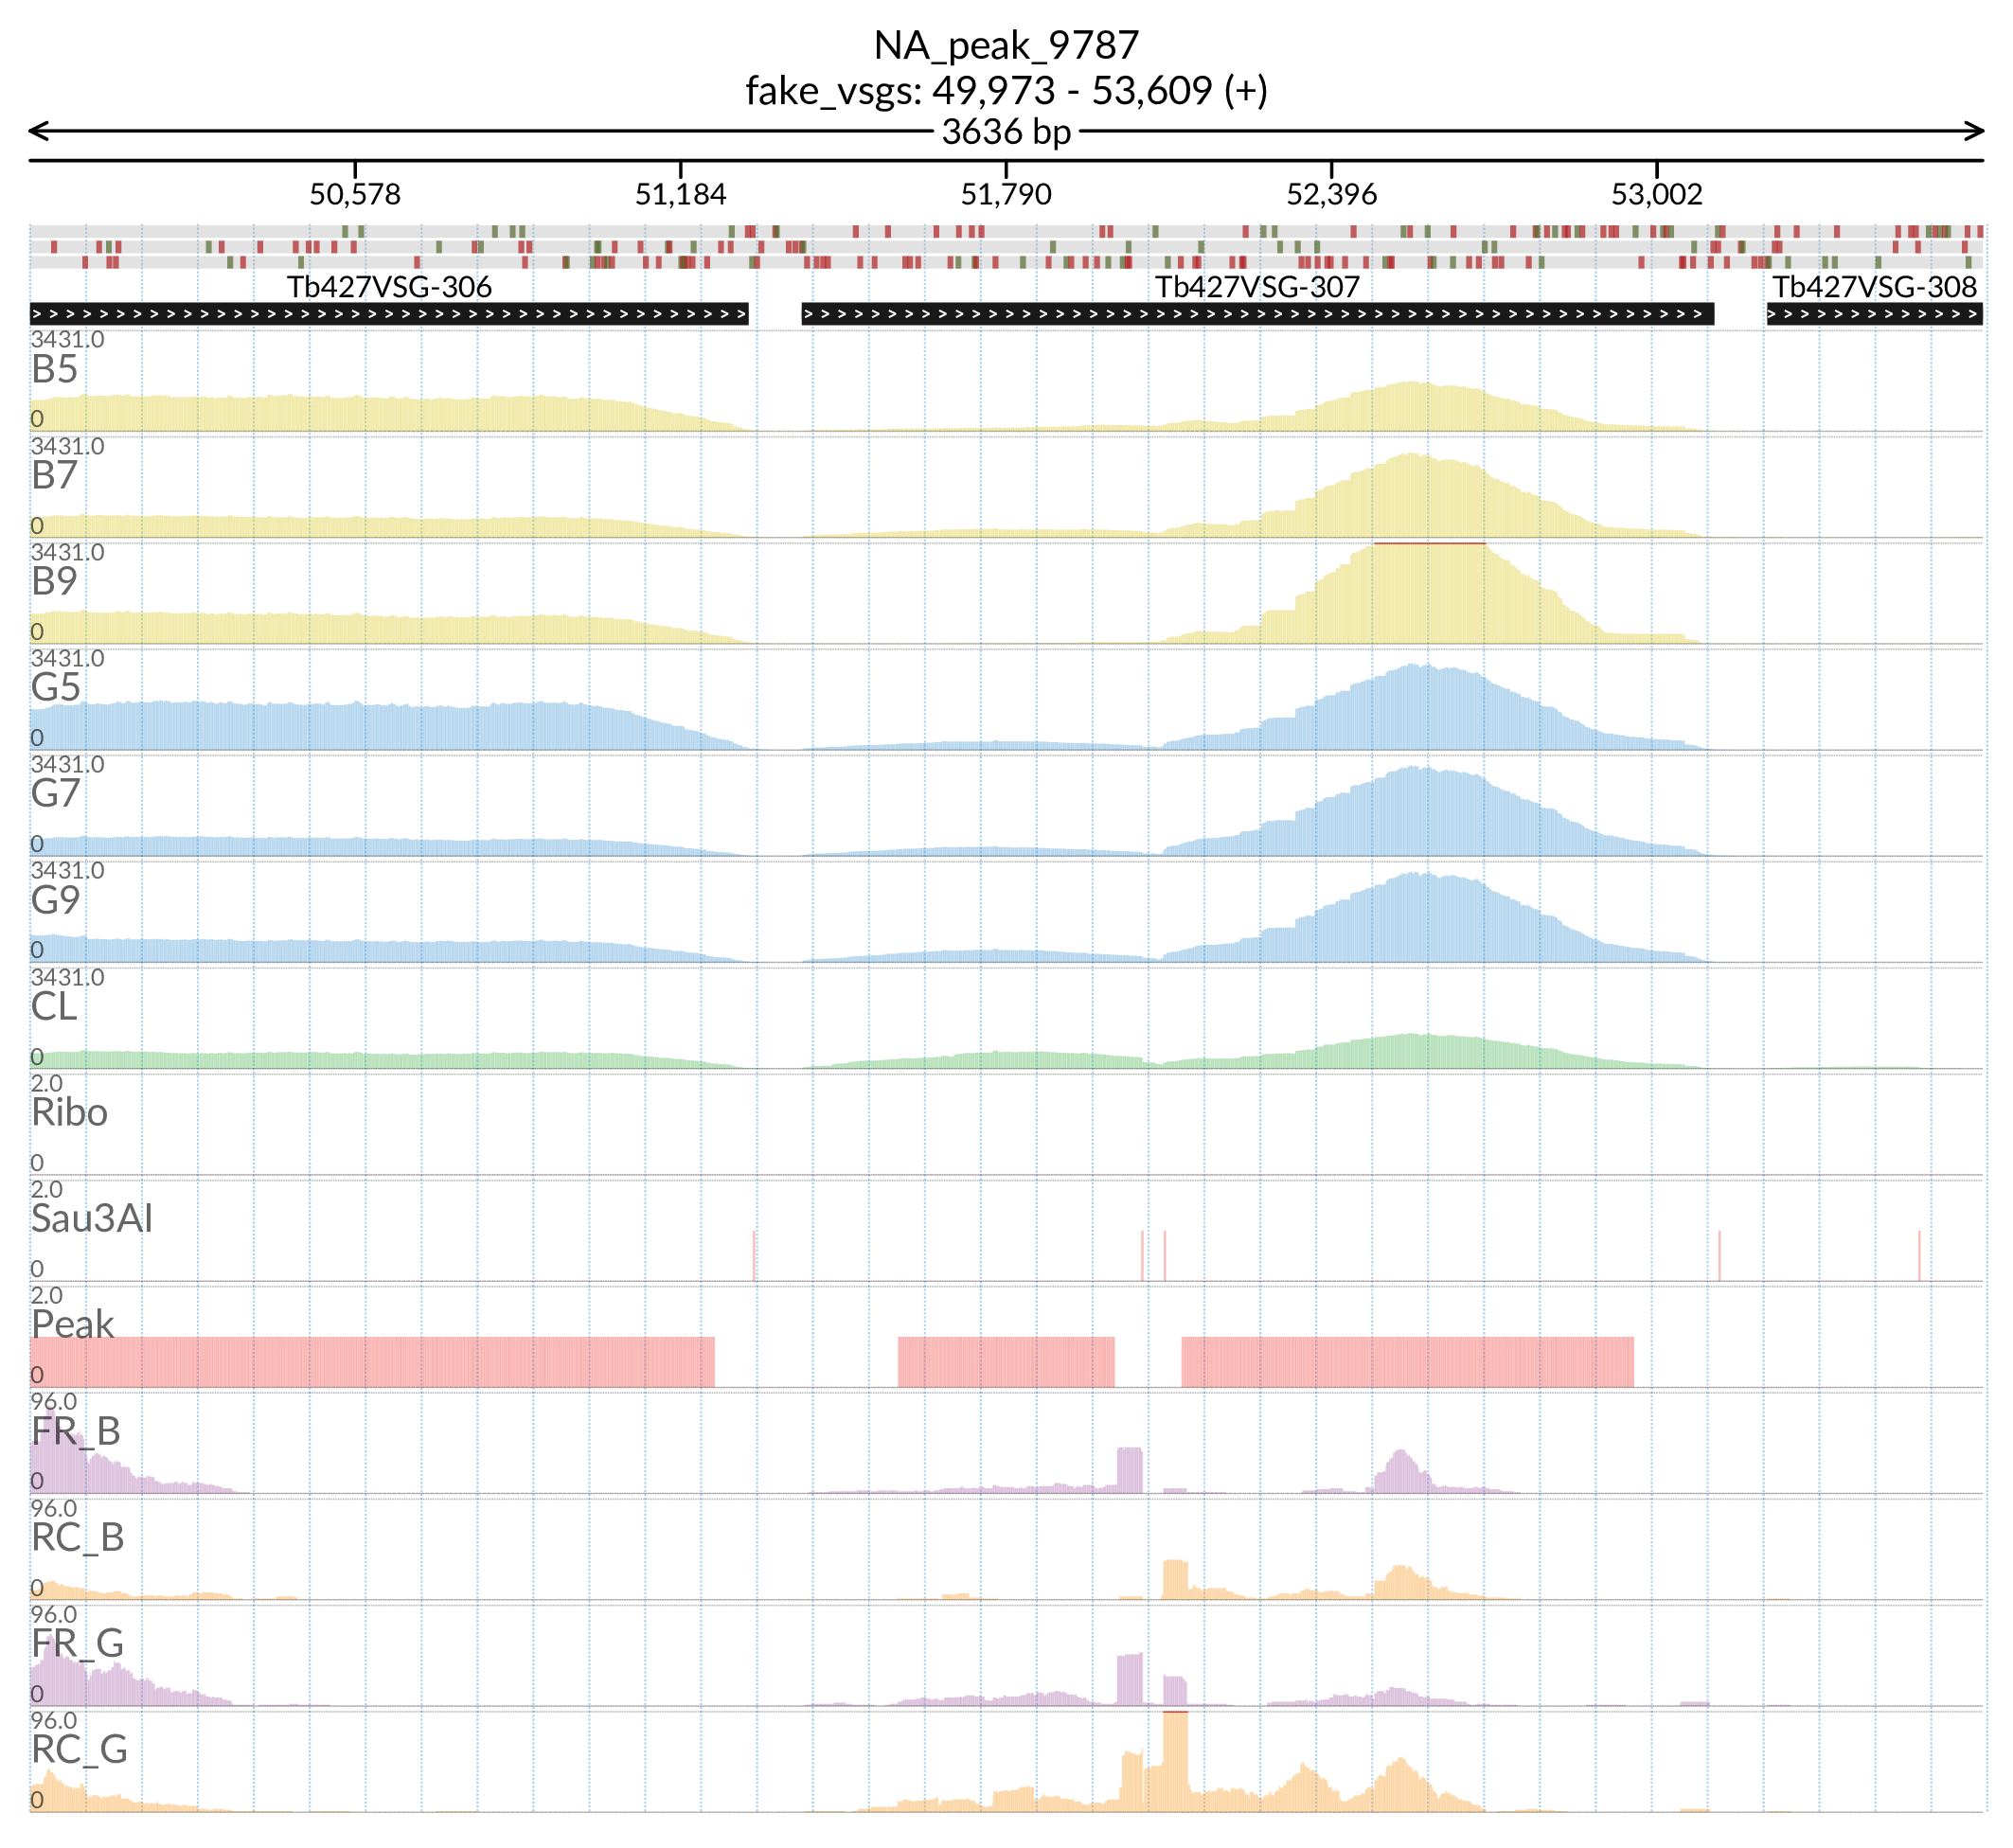 NA_peak_9787
fake_vsgs: 49,973 - 53,609 (+)
3636 bp
50,578 51,184 51,790 52,396 53,002
Tb427VSG-306 Tb427VSG-307 Tb427VSG-308
3431.0
B5
0
3431.0
B7
0
3431.0
B9
0
3431.0
G5
0
3431.0
G7
0
3431.0
G9
0
3431.0
CL
0
2.0
Ribo
0
2.0
Sau3AI
0
2.0
Peak
0
96.0
FR_B
0
96.0
RC_B
0
96.0
FR_G
0
96.0
RC_G
0